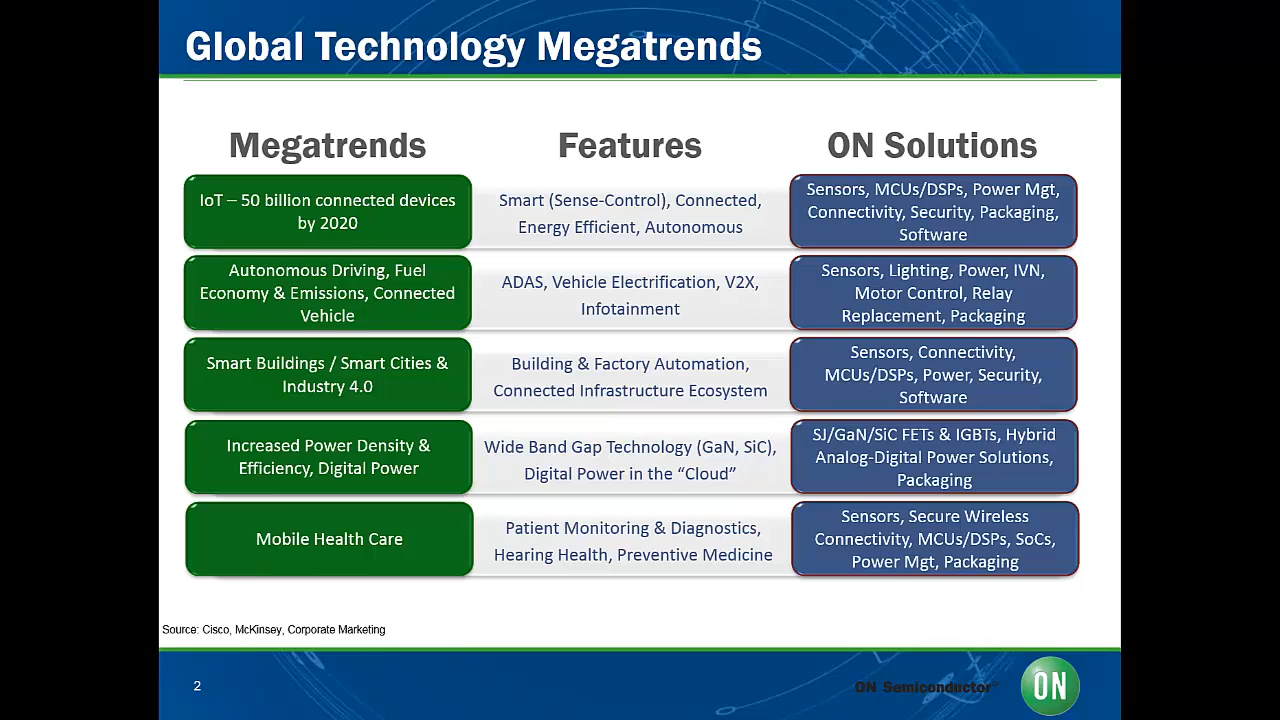 Global Technology Megatrends
Megatrends
Features
ON Solutions
IoT – 50 billion connected devices
by 2020
Smart (Sense-Control), Connected,
Energy Efficient, Autonomous
Sensors, MCUs/DSPs, Power Mgt,
Connectivity, Security, Packaging,
Software
Autonomous Driving, Fuel
Economy & Emissions, Connected
Vehicle
ADAS, Vehicle Electrification, V2X,
Infotainment
Sensors, Lighting, Power, IVN,
Motor Control, Relay
Replacement, Packaging
Smart Buildings / Smart Cities &
Industry 4.0
Building & Factory Automation,
Connected Infrastructure Ecosystem
Sensors, Connectivity,
MCUs/DSPs, Power, Security,
Software
Increased Power Density &
Efficiency, Digital Power
Wide Band Gap Technology (GaN, SiC),
Digital Power in the “Cloud”
SJ/GaN/SiC FETs & IGBTs, Hybrid
Analog-Digital Power Solutions,
Packaging
Mobile Health Care
Patient Monitoring & Diagnostics,
Hearing Health, Preventive Medicine
Sensors, Secure Wireless
Connectivity, MCUs/DSPs, SoCs,
Power Mgt, Packaging
Source: Cisco, McKinsey, Corporate Marketing
2
ON Semiconductor
ON